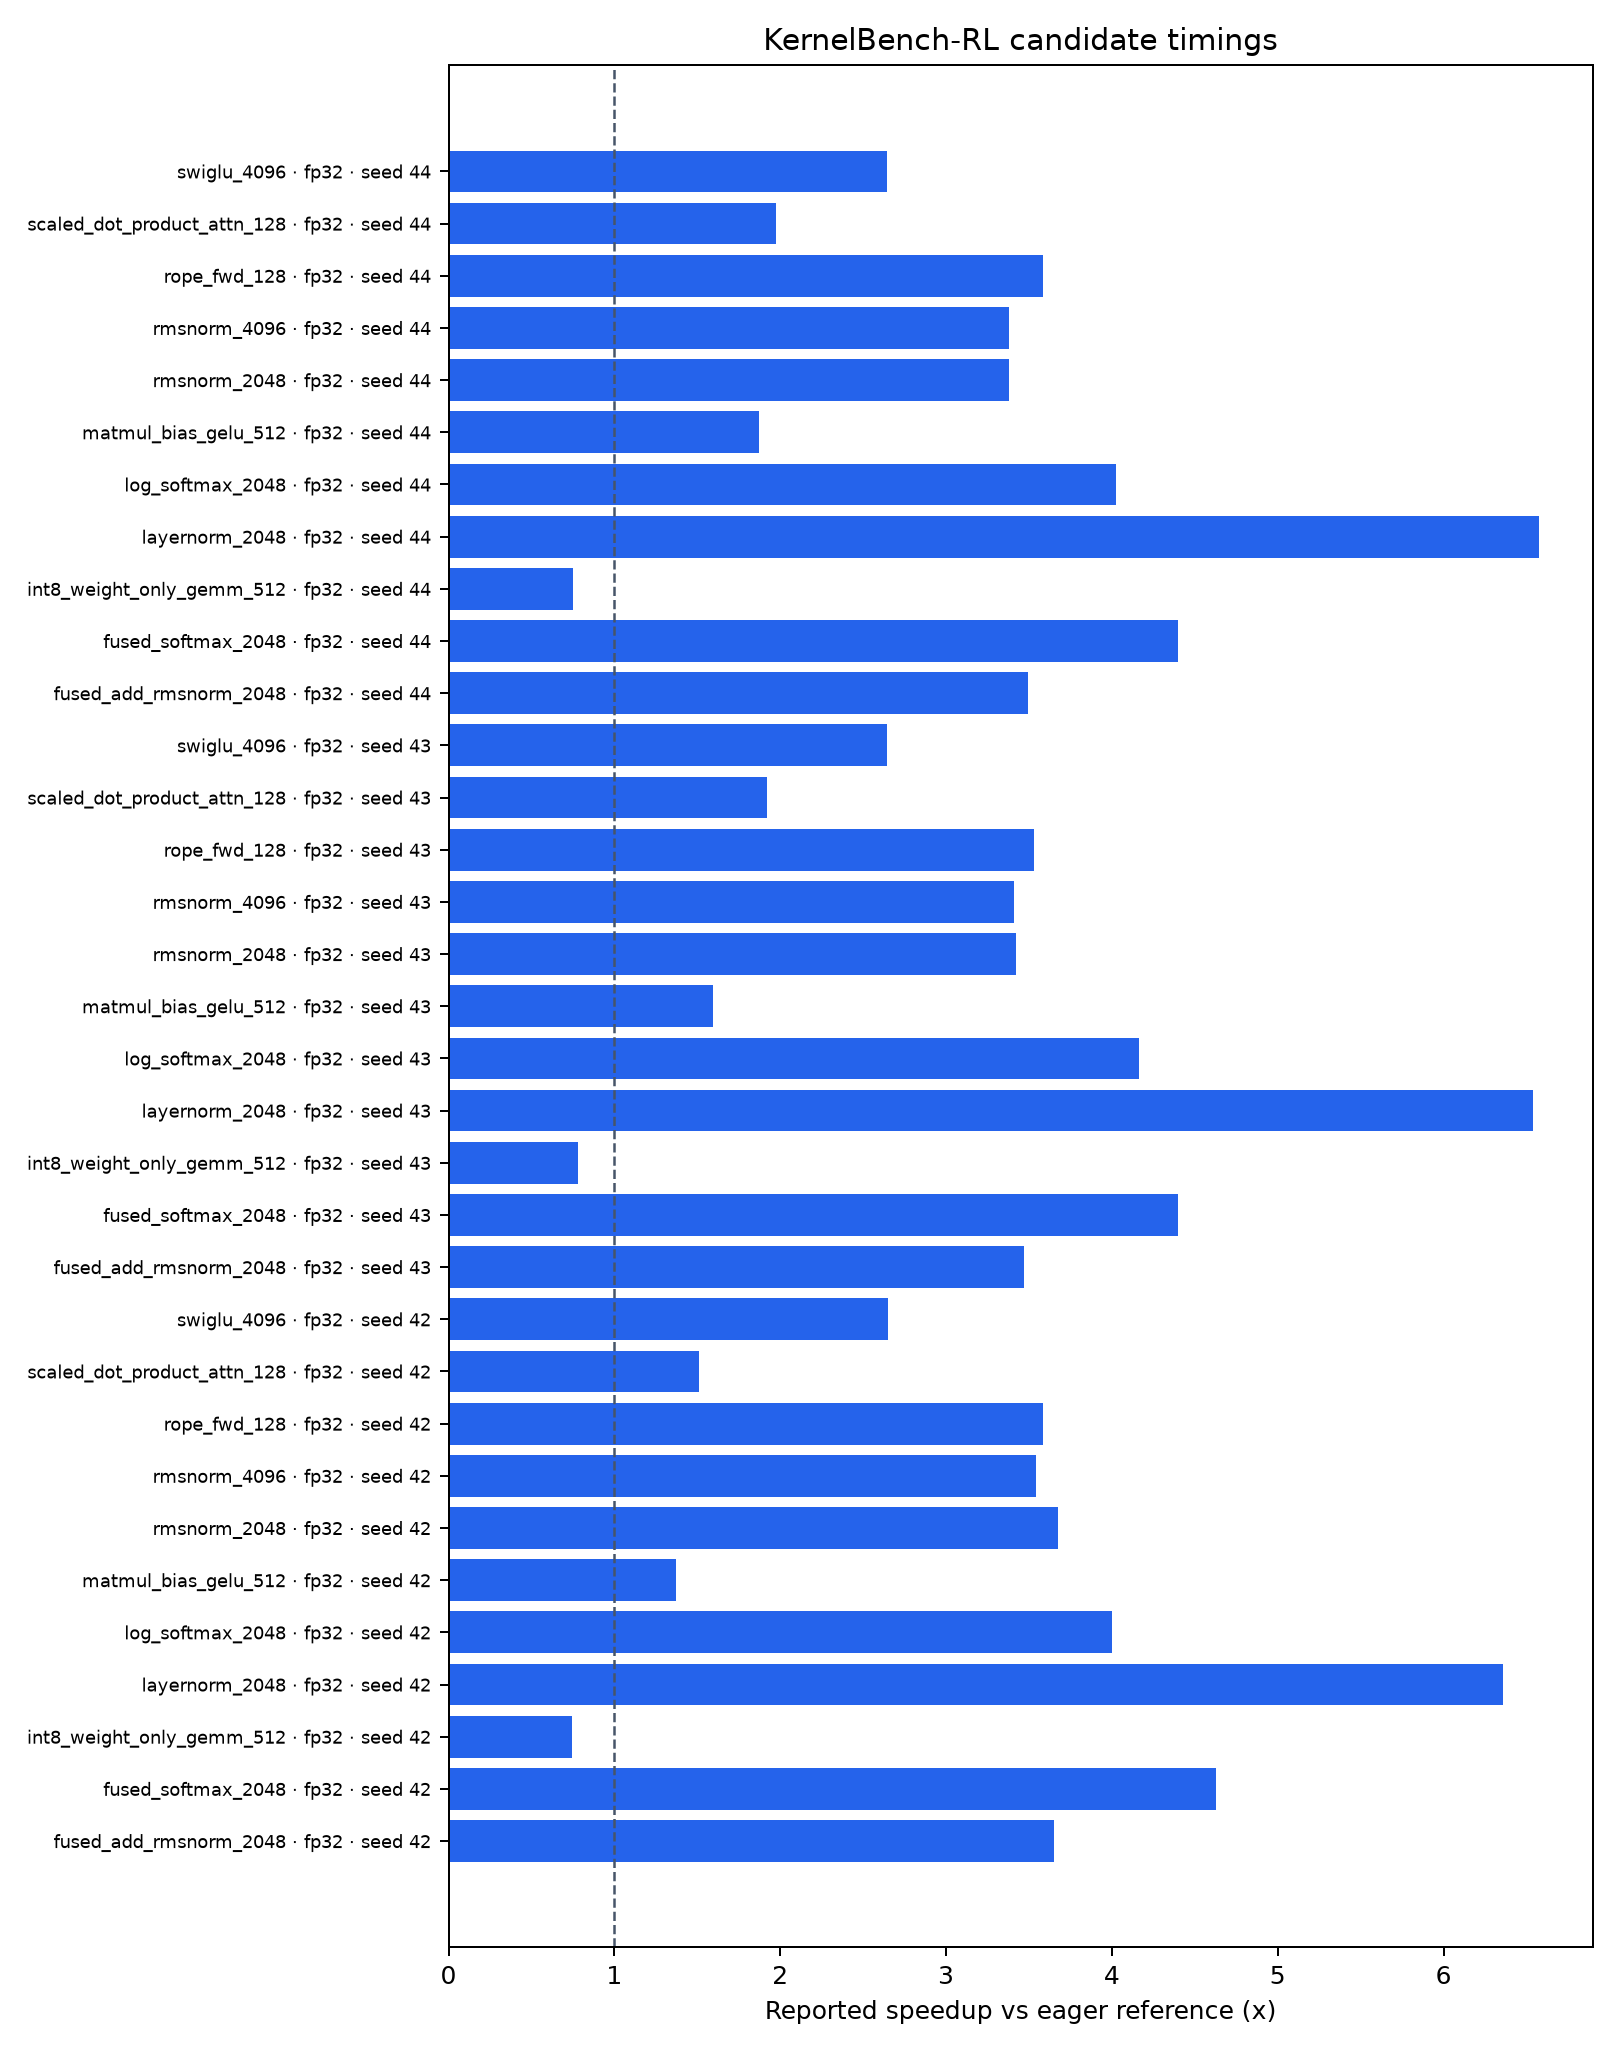 KernelBench-RL candidate timings
swiglu_4096 · fp32 · seed 44
scaled_dot_product_attn_128 · fp32 · seed 44
rope_fwd_128 · fp32 · seed 44
rmsnorm_4096 · fp32 · seed 44
rmsnorm_2048 · fp32 · seed 44
matmul_bias_gelu_512 · fp32 · seed 44
log_softmax_2048 · fp32 · seed 44
layernorm_2048 · fp32 · seed 44
int8_weight_only_gemm_512 · fp32 · seed 44
fused_softmax_2048 · fp32 · seed 44
fused_add_rmsnorm_2048 · fp32 · seed 44
swiglu_4096 · fp32 · seed 43
scaled_dot_product_attn_128 · fp32 · seed 43
rope_fwd_128 · fp32 · seed 43
rmsnorm_4096 · fp32 · seed 43
rmsnorm_2048 · fp32 · seed 43
matmul_bias_gelu_512 · fp32 · seed 43
log_softmax_2048 · fp32 · seed 43
layernorm_2048 · fp32 · seed 43
int8_weight_only_gemm_512 · fp32 · seed 43
fused_softmax_2048 · fp32 · seed 43
fused_add_rmsnorm_2048 · fp32 · seed 43
swiglu_4096 · fp32 · seed 42
scaled_dot_product_attn_128 · fp32 · seed 42
rope_fwd_128 · fp32 · seed 42
rmsnorm_4096 · fp32 · seed 42
rmsnorm_2048 · fp32 · seed 42
matmul_bias_gelu_512 · fp32 · seed 42
log_softmax_2048 · fp32 · seed 42
layernorm_2048 · fp32 · seed 42
int8_weight_only_gemm_512 · fp32 · seed 42
fused_softmax_2048 · fp32 · seed 42
fused_add_rmsnorm_2048 · fp32 · seed 42
0 1 2 3 4 5 6
Reported speedup vs eager reference (x)